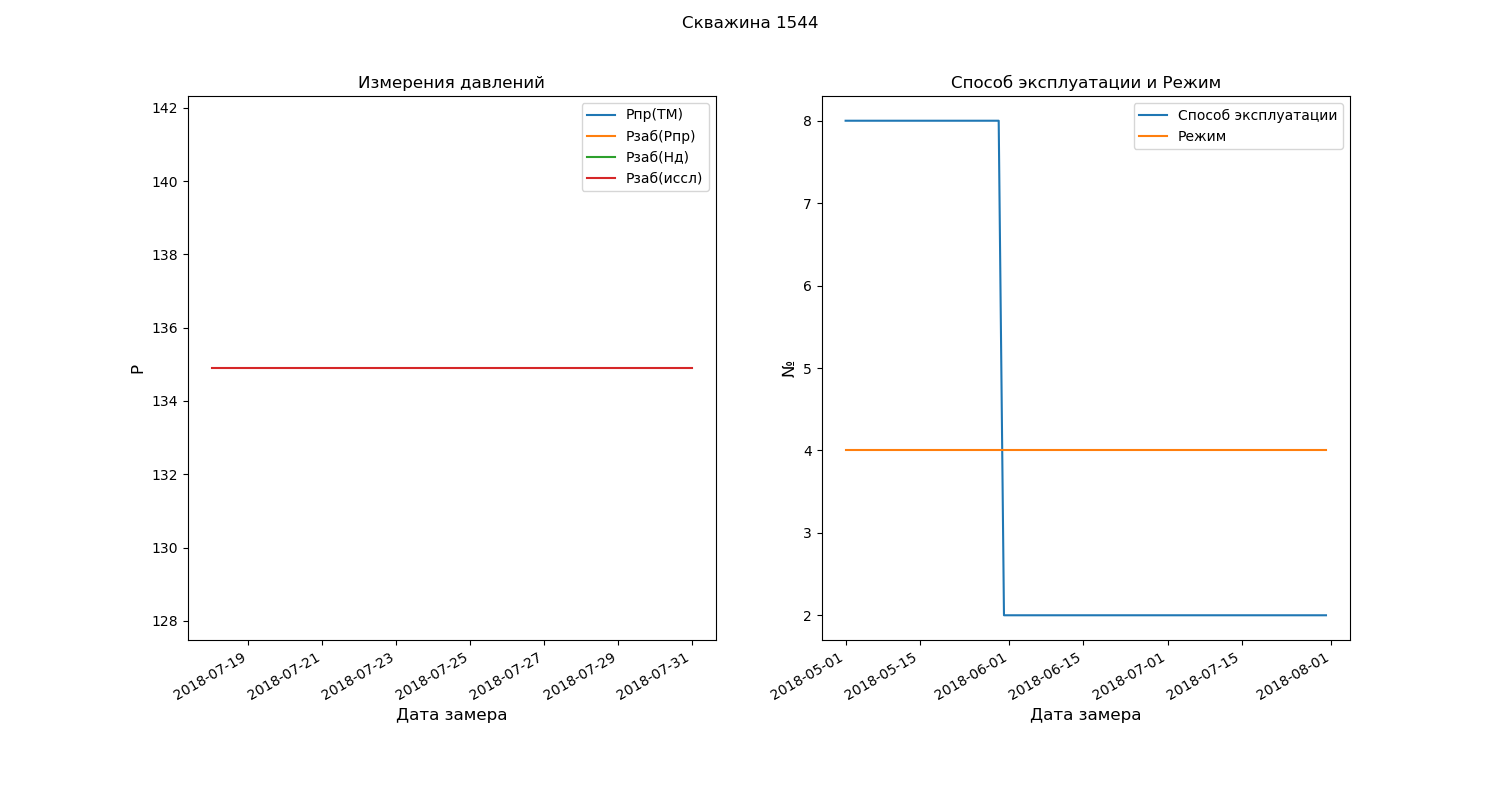 Скважина 1544
Измерения давлений
Рпр(ТМ)
Рзаб(Рпр)
Рзаб(Нд)
Рзаб(иссл)
142
140
138
136
134
132
130
128
P
2018-07-19
2018-07-21
2018-07-23
2018-07-25
2018-07-27
2018-07-29
2018-07-31
Дата замера
Способ эксплуатации и Режим
Способ эксплуатации
Режим
8
7
6
5
4
3
2
№
2018-05-01
2018-05-15
2018-06-01
2018-06-15
2018-07-01
2018-07-15
2018-08-01
Дата замера